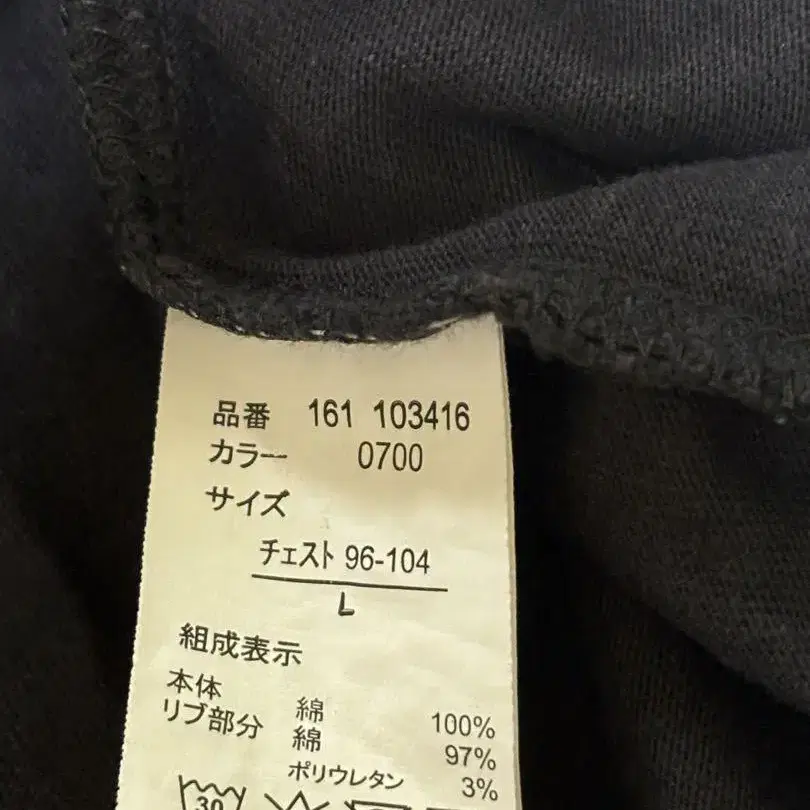 品番 161 103416
カラー 0700
サイズ
チェスト 96-104
L
組成表示
本体 綿 100%
リブ部分 綿 97%
ポリウレタン 3%
30